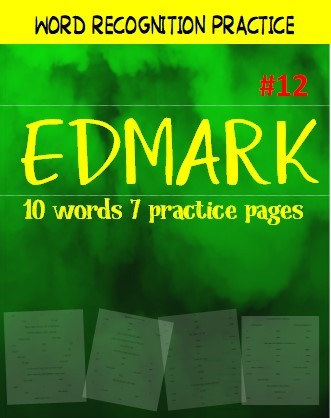 WORD RECOGNITION PRACTICE
#12
EDMARK
10 words 7 practice pages